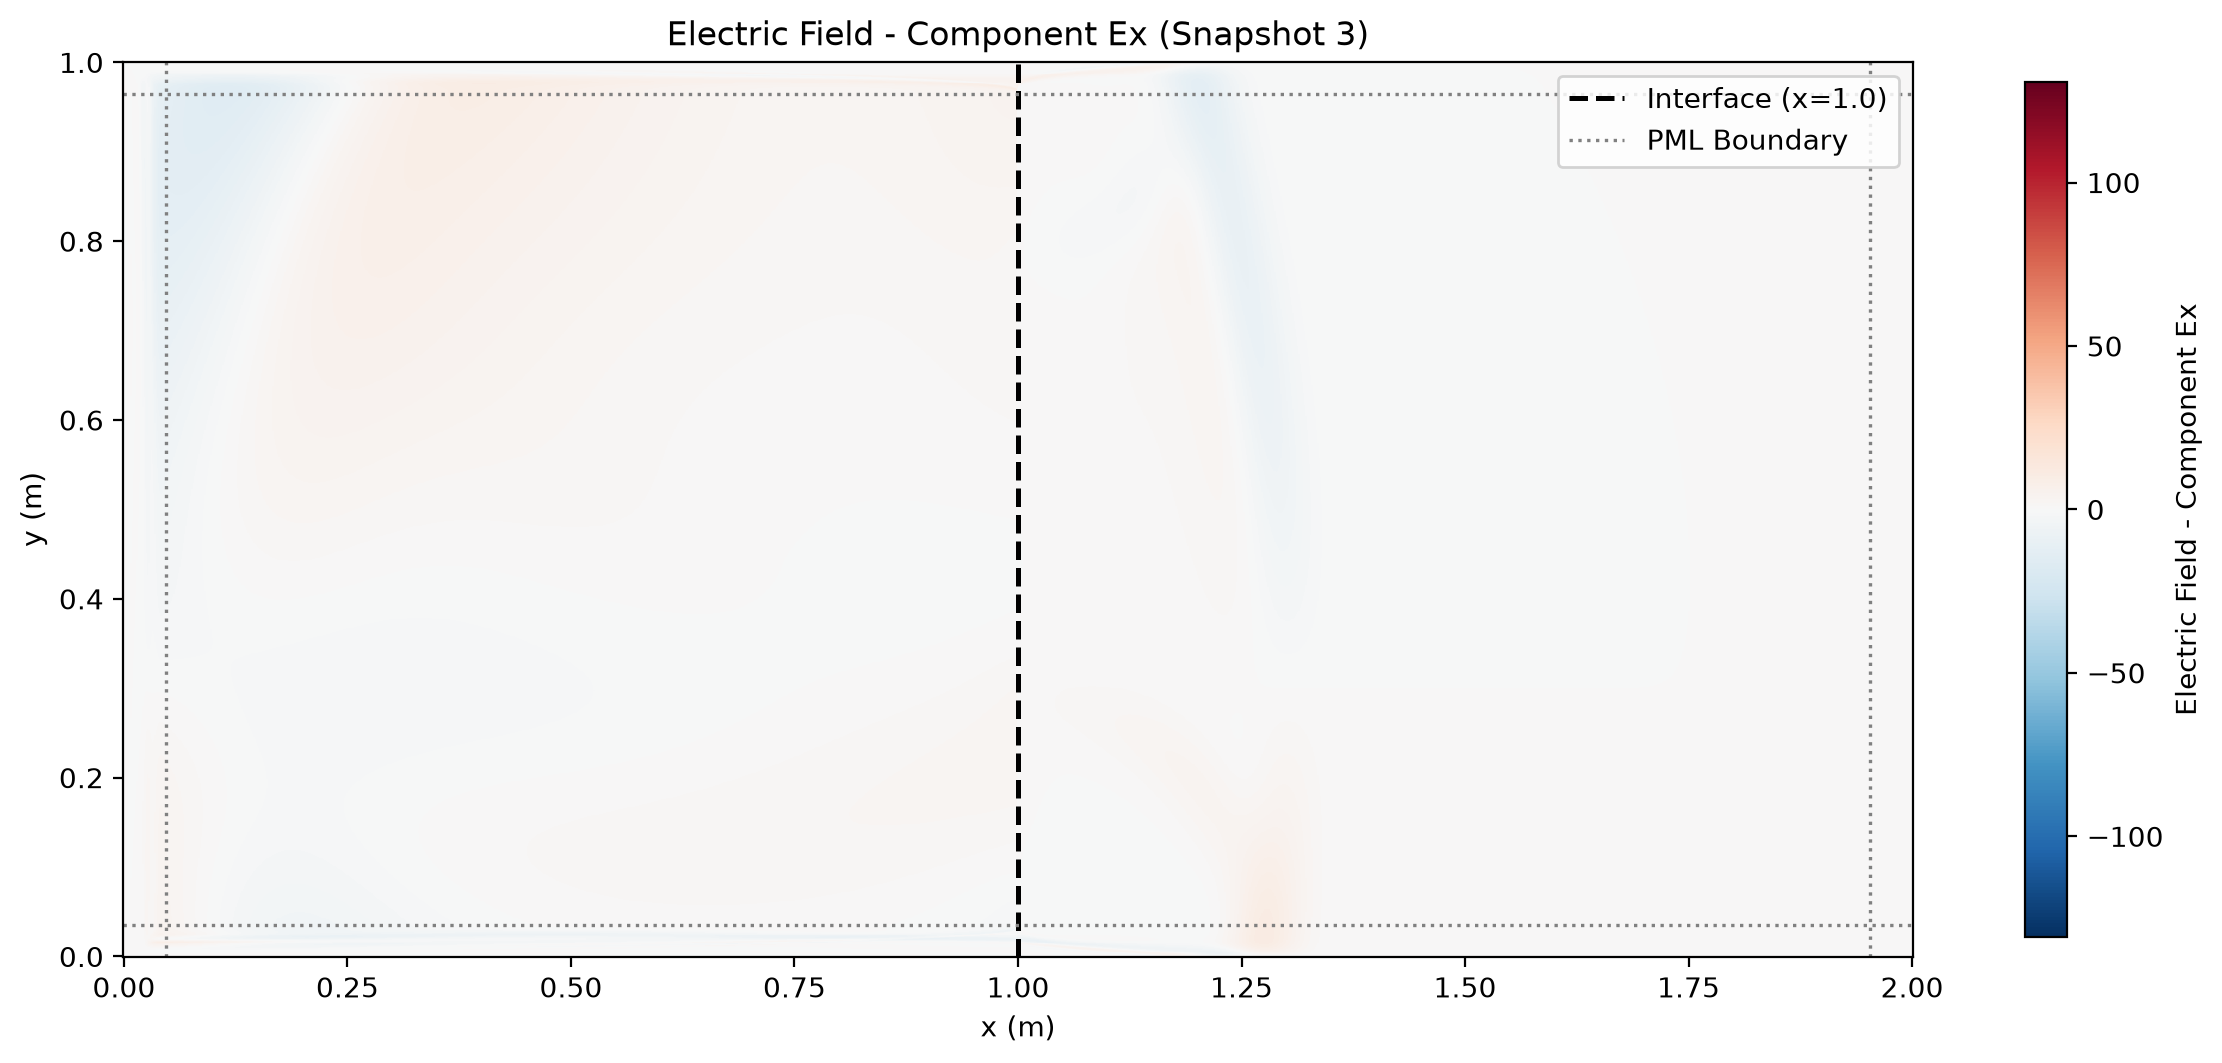 Electric Field - Component Ex (Snapshot 3)
Interface (x=1.0)
PML Boundary
1.0
0.8
0.6
0.4
0.2
0.0
y (m)
0.00 0.25 0.50 0.75 1.00 1.25 1.50 1.75 2.00
x (m)
100
50
0
−50
−100
Electric Field - Component Ex